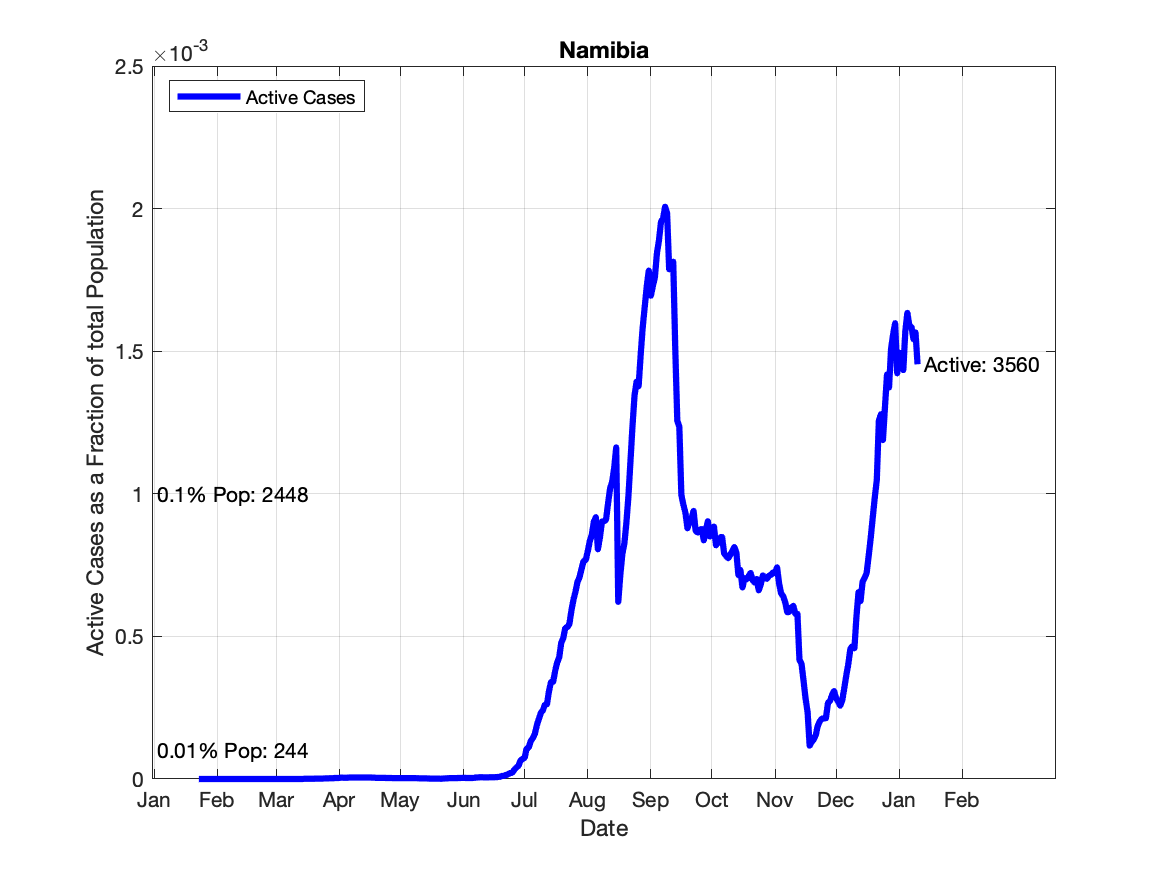 Namibia
×10-3
Active Cases
2.5
2
1.5
1
0.5
0
Active Cases as a Fraction of total Population
0.1% Pop: 2448
0.01% Pop: 244
Active: 3560
Jan Feb Mar Apr May Jun Jul Aug Sep Oct Nov Dec Jan Feb
Date